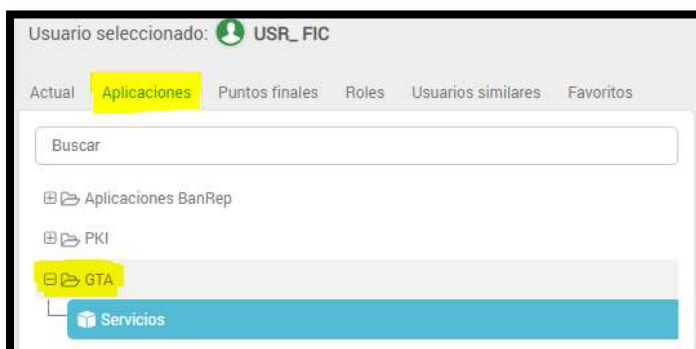 Usuario seleccionado: USR_ FIC
Actual Aplicaciones Puntos finales Roles Usuarios similares Favoritos
Buscar
Aplicaciones BanRep
PKI
GTA
Servicios